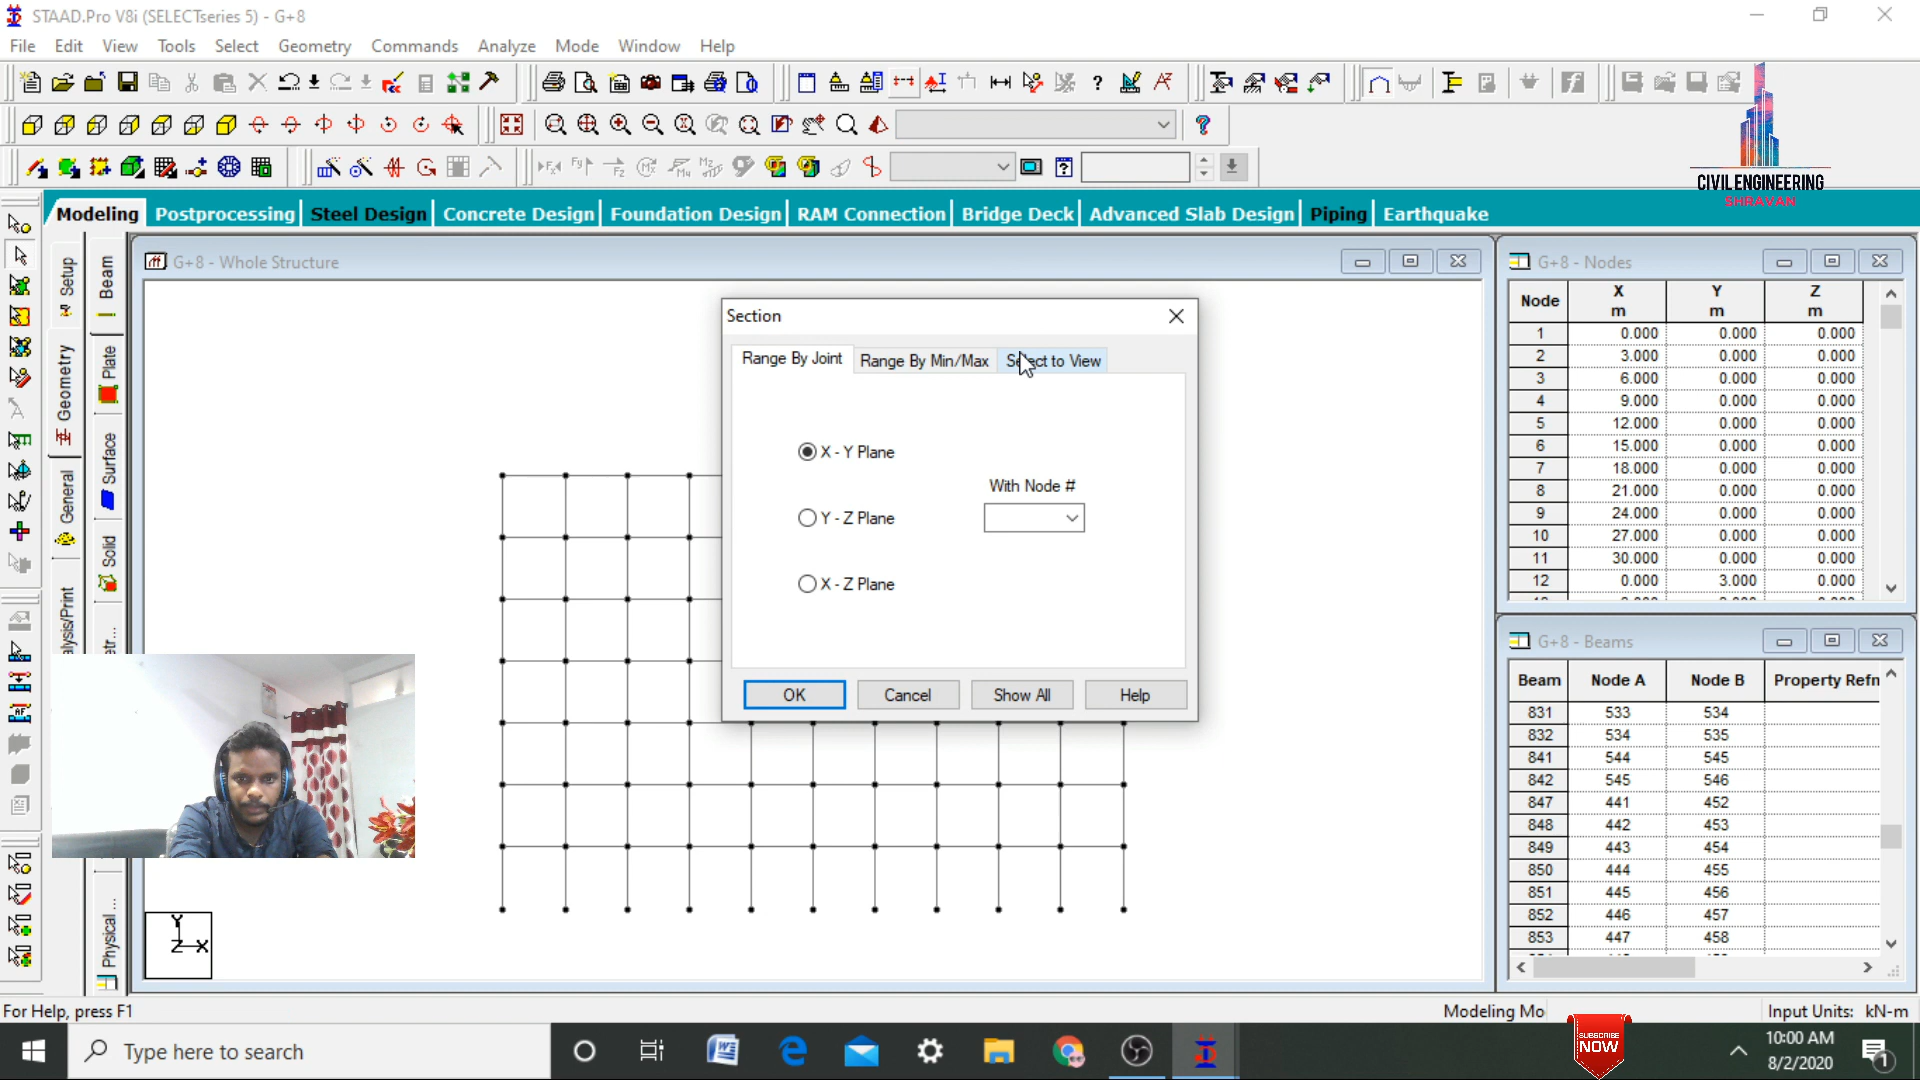 STAAD.Pro V8i (SELECTseries 5) - G+8
File Edit View Tools Select Geometry Commands Analyze Mode Window Help
CIVIL ENGINEERING
SHRAVAN
Modeling Postprocessing Steel Design Concrete Design Foundation Design RAM Connection Bridge Deck Advanced Slab Design Piping Earthquake
Setup
Geometry
General
alysis/Print
Beam
Plate
Surface
Solid
etr...
Physical ...
G+8 - Whole Structure
Section
Range By Joint Range By Min/Max Select to View
X - Y Plane
With Node #
Y - Z Plane
X - Z Plane
OK Cancel Show All Help
Y
Z X
G+8 - Nodes
Node X m Y m Z m
1 0.000 0.000 0.000
2 3.000 0.000 0.000
3 6.000 0.000 0.000
4 9.000 0.000 0.000
5 12.000 0.000 0.000
6 15.000 0.000 0.000
7 18.000 0.000 0.000
8 21.000 0.000 0.000
9 24.000 0.000 0.000
10 27.000 0.000 0.000
11 30.000 0.000 0.000
12 0.000 3.000 0.000
G+8 - Beams
Beam Node A Node B Property Refn
831 533 534
832 534 535
841 544 545
842 545 546
847 441 452
848 442 453
849 443 454
850 444 455
851 445 456
852 446 457
853 447 458
For Help, press F1
Modeling Mo
Input Units: kN-m
Type here to search
SUBSCRIBE
NOW
10:00 AM
8/2/2020
1